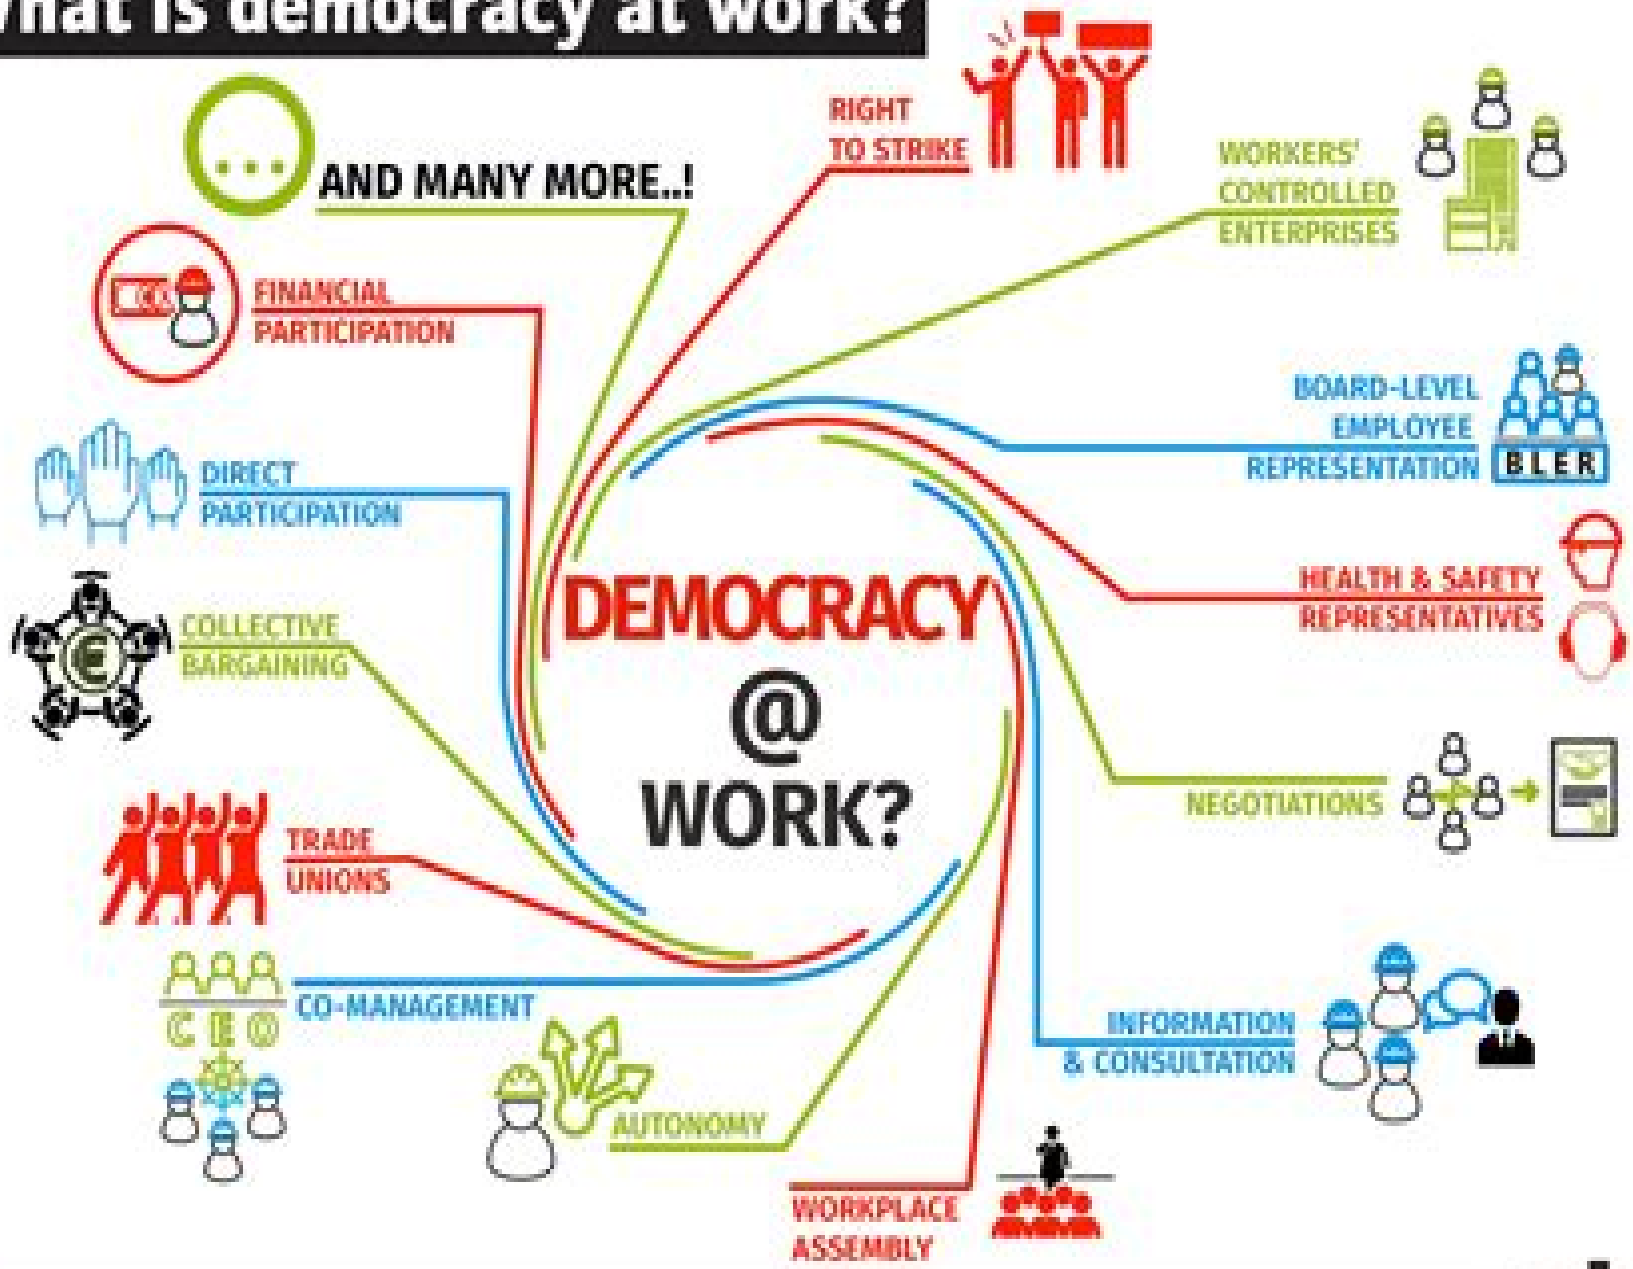 hat is democracy at work?
AND MANY MORE..!
RIGHT
TO STRIKE
WORKERS'
CONTROLLED
ENTERPRISES
FINANCIAL
PARTICIPATION
BOARD-LEVEL
EMPLOYEE
REPRESENTATION
BLER
DIRECT
PARTICIPATION
HEALTH & SAFETY
REPRESENTATIVES
DEMOCRACY
@
WORK?
€
COLLECTIVE
BARGAINING
NEGOTIATIONS
TRADE
UNIONS
CEO
CO-MANAGEMENT
INFORMATION
& CONSULTATION
AUTONOMY
WORKPLACE
ASSEMBLY